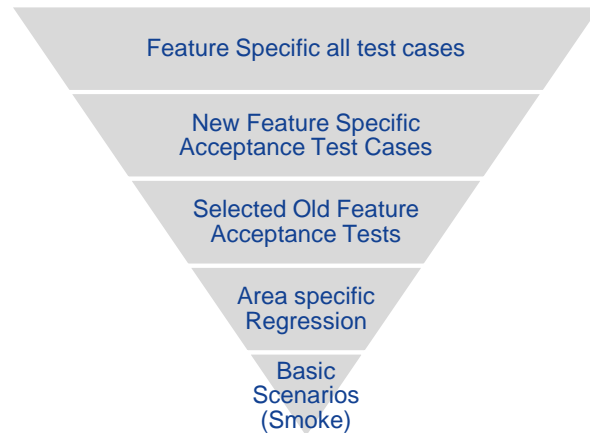 Feature Specific all test cases
New Feature Specific
Acceptance Test Cases
Selected Old Feature
Acceptance Tests
Area specific
Regression
Basic
Scenarios
(Smoke)